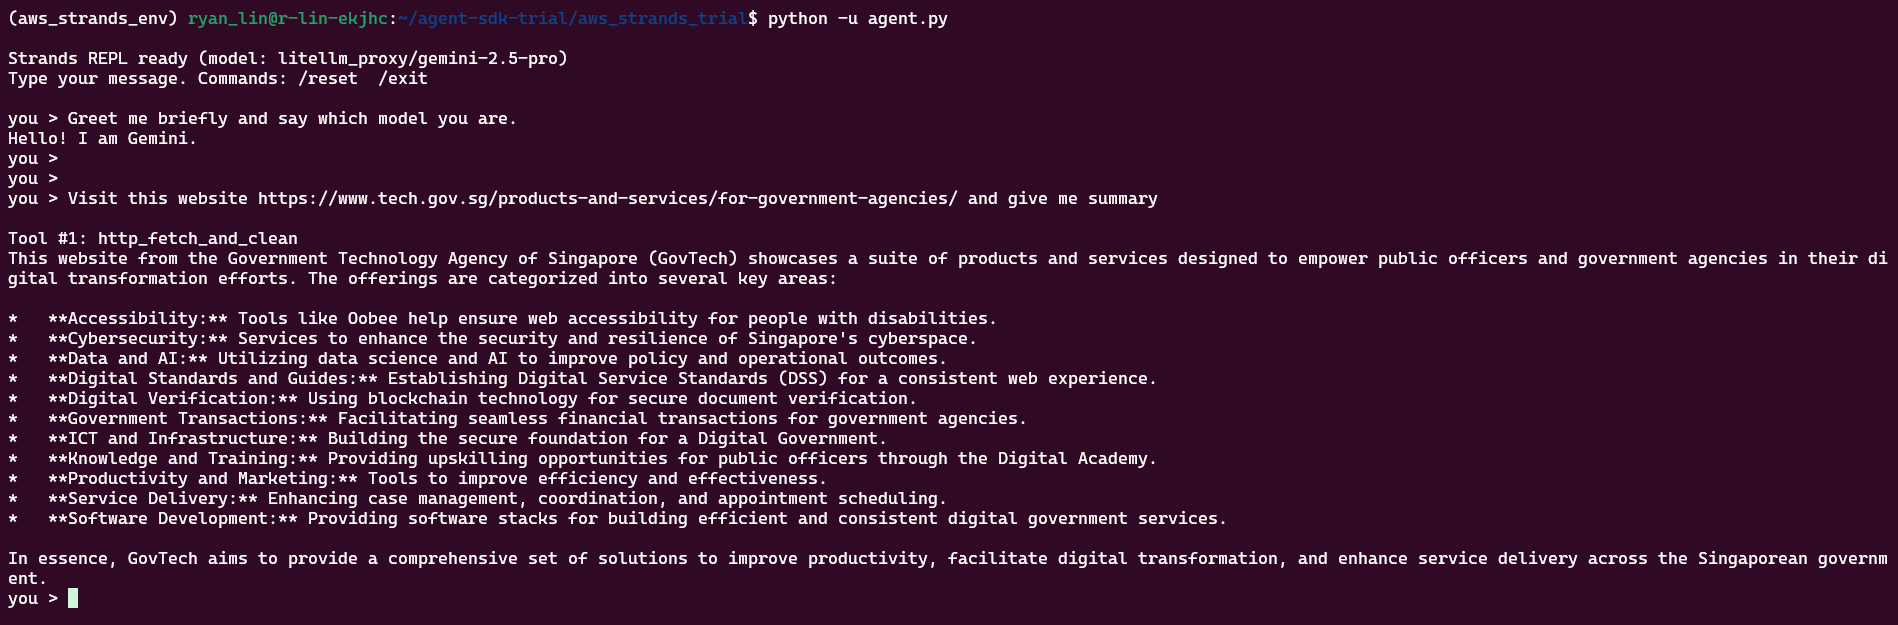 (aws_strands_env) ryan_lin@r-lin-ekjhc:~/agent-sdk-trial/aws_strands_trial$ python -u agent.py
Strands REPL ready (model: litellm_proxy/gemini-2.5-pro)
Type your message. Commands: /reset  /exit
you > Greet me briefly and say which model you are.
Hello! I am Gemini.
you >
you >
you > Visit this website https://www.tech.gov.sg/products-and-services/for-government-agencies/ and give me summary
Tool #1: http_fetch_and_clean
This website from the Government Technology Agency of Singapore (GovTech) showcases a suite of products and services designed to empower public officers and government agencies in their di
gital transformation efforts. The offerings are categorized into several key areas:
*   **Accessibility:** Tools like Oobee help ensure web accessibility for people with disabilities.
*   **Cybersecurity:** Services to enhance the security and resilience of Singapore's cyberspace.
*   **Data and AI:** Utilizing data science and AI to improve policy and operational outcomes.
*   **Digital Standards and Guides:** Establishing Digital Service Standards (DSS) for a consistent web experience.
*   **Digital Verification:** Using blockchain technology for secure document verification.
*   **Government Transactions:** Facilitating seamless financial transactions for government agencies.
*   **ICT and Infrastructure:** Building the secure foundation for a Digital Government.
*   **Knowledge and Training:** Providing upskilling opportunities for public officers through the Digital Academy.
*   **Productivity and Marketing:** Tools to improve efficiency and effectiveness.
*   **Service Delivery:** Enhancing case management, coordination, and appointment scheduling.
*   **Software Development:** Providing software stacks for building efficient and consistent digital government services.
In essence, GovTech aims to provide a comprehensive set of solutions to improve productivity, facilitate digital transformation, and enhance service delivery across the Singaporean governm
ent.
you >